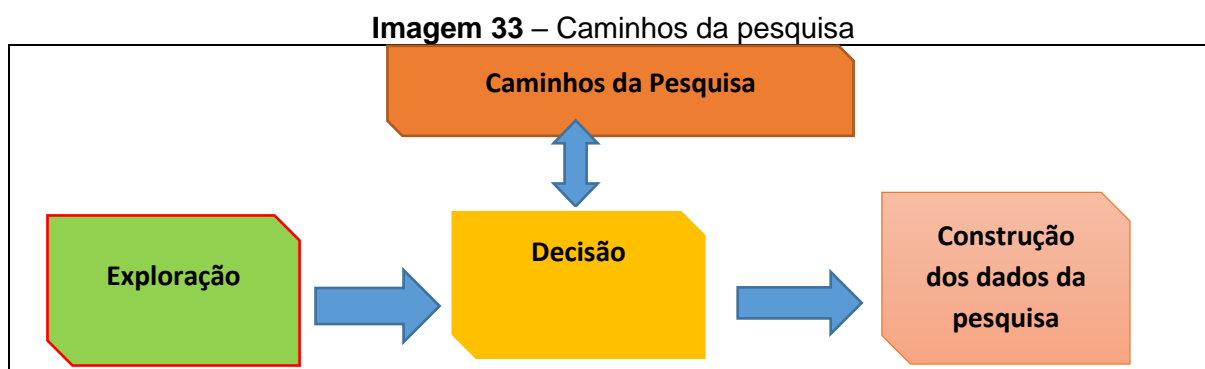 Imagem 33 – Caminhos da pesquisa
Caminhos da Pesquisa
Exploração
Decisão
Construção
dos dados da
pesquisa